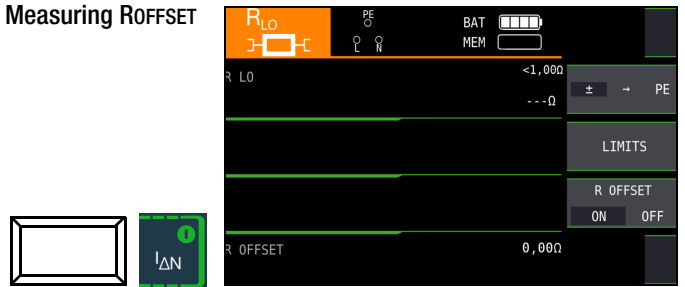 Measuring ROFFSET
RLO
PE
L N
BAT
MEM
R LO
<1,00Ω
---Ω
± → PE
LIMITS
R OFFSET
ON OFF
R OFFSET
0,00Ω
I
IΔN